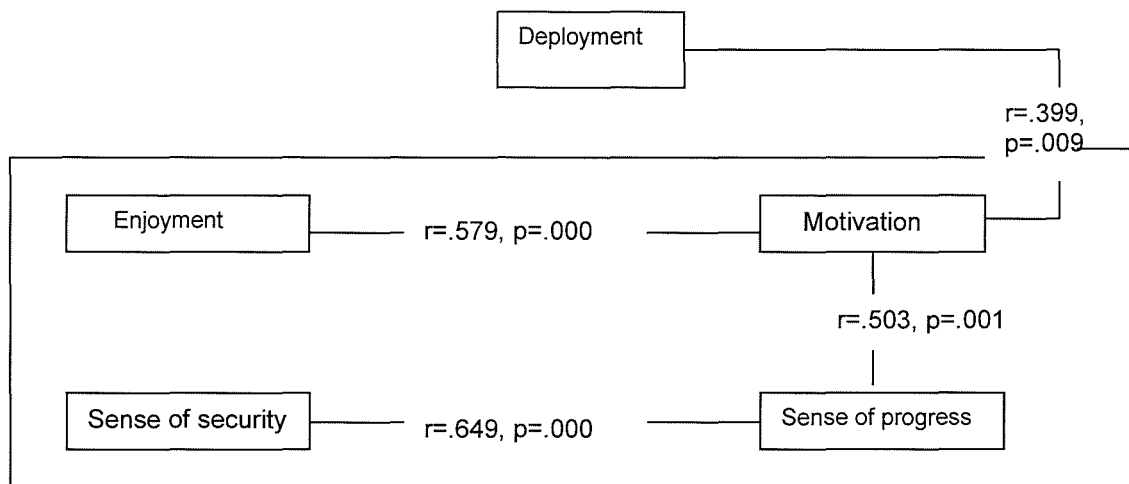 Deployment
r=.399,
p=.009
Enjoyment
r=.579, p=.000
Motivation
r=.503, p=.001
Sense of security
r=.649, p=.000
Sense of progress